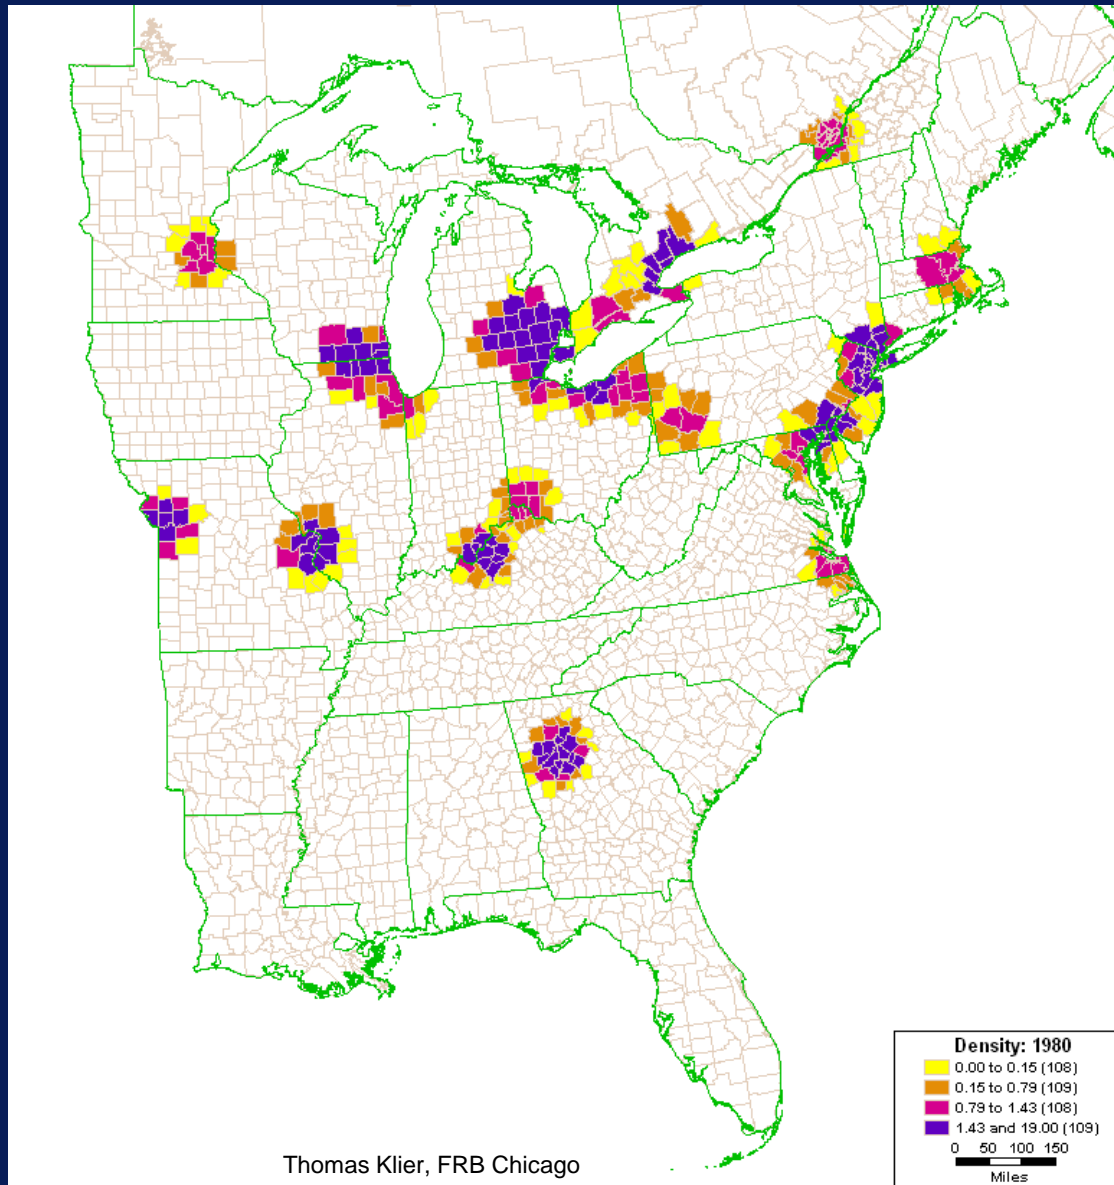 Density: 1980
0.00 to 0.15 (108)
0.15 to 0.79 (109)
0.79 to 1.43 (108)
1.43 and 19.00 (109)
0 50 100 150
Miles
Thomas Klier, FRB Chicago